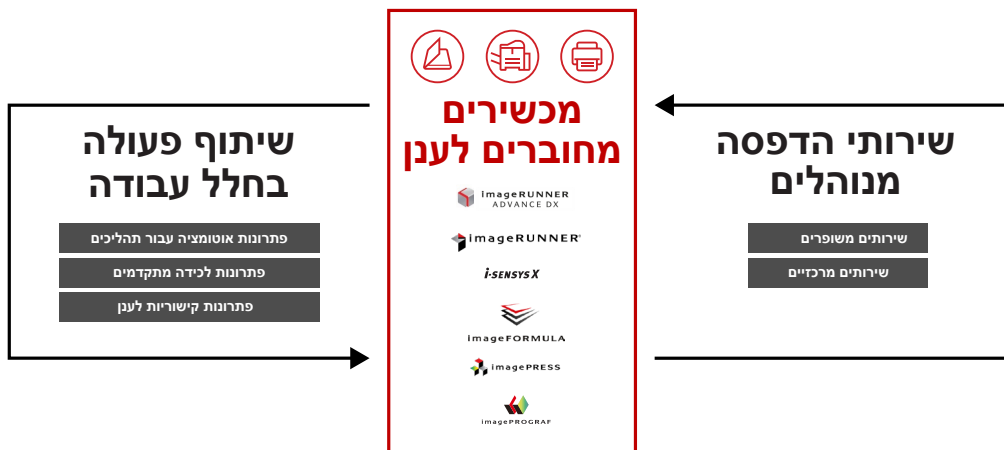 שירותי הדפסה
מנוהלים
שירותים משופרים
שירותים מרכזיים
מכשירים
מחוברים לענן
imageRUNNER
ADVANCE DX
imageRUNNER
i-SENSYS X
imageFORMULA
imagePRESS
imagePROGRAF
שיתוף פעולה
בחלל עבודה
פתרונות אוטומציה עבור תהליכים
פתרונות לכידה מתקדמים
פתרונות קישוריות לענן